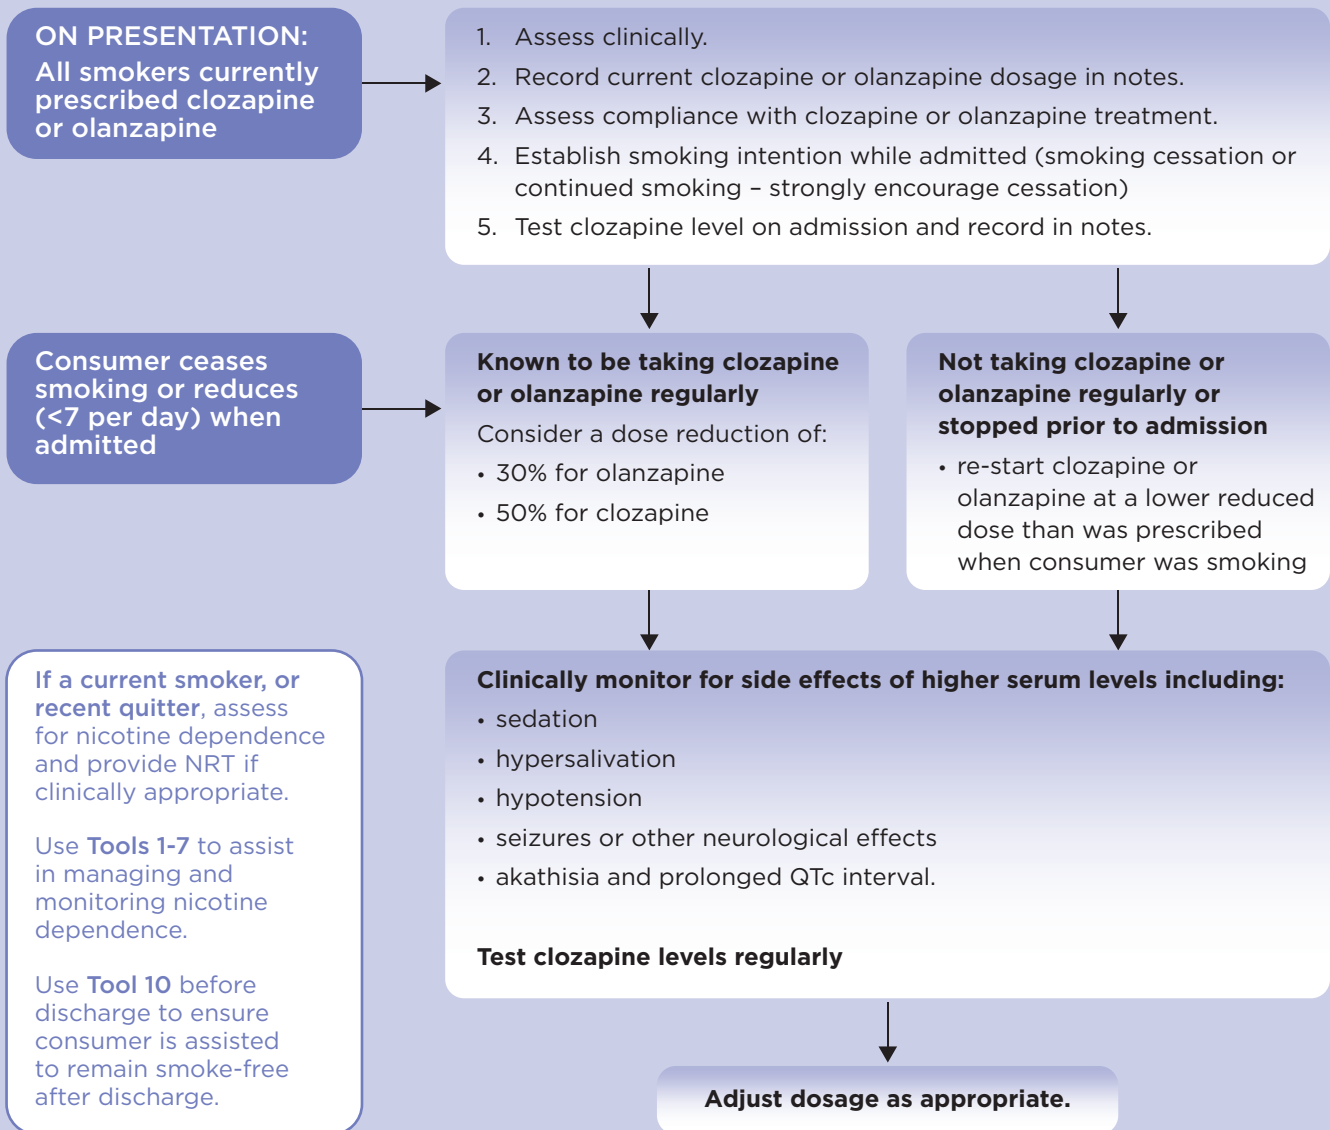 ON PRESENTATION:
All smokers currently
prescribed clozapine
or olanzapine
1. Assess clinically.
2. Record current clozapine or olanzapine dosage in notes.
3. Assess compliance with clozapine or olanzapine treatment.
4. Establish smoking intention while admitted (smoking cessation or
continued smoking – strongly encourage cessation)
5. Test clozapine level on admission and record in notes.
Consumer ceases
smoking or reduces
(<7 per day) when
admitted
Known to be taking clozapine
or olanzapine regularly
Consider a dose reduction of:
• 30% for olanzapine
• 50% for clozapine
Not taking clozapine or
olanzapine regularly or
stopped prior to admission
• re-start clozapine or
olanzapine at a lower reduced
dose than was prescribed
when consumer was smoking
If a current smoker, or
recent quitter, assess
for nicotine dependence
and provide NRT if
clinically appropriate.
Use Tools 1-7 to assist
in managing and
monitoring nicotine
dependence.
Use Tool 10 before
discharge to ensure
consumer is assisted
to remain smoke-free
after discharge.
Clinically monitor for side effects of higher serum levels including:
• sedation
• hypersalivation
• hypotension
• seizures or other neurological effects
• akathisia and prolonged QTc interval.
Test clozapine levels regularly
Adjust dosage as appropriate.